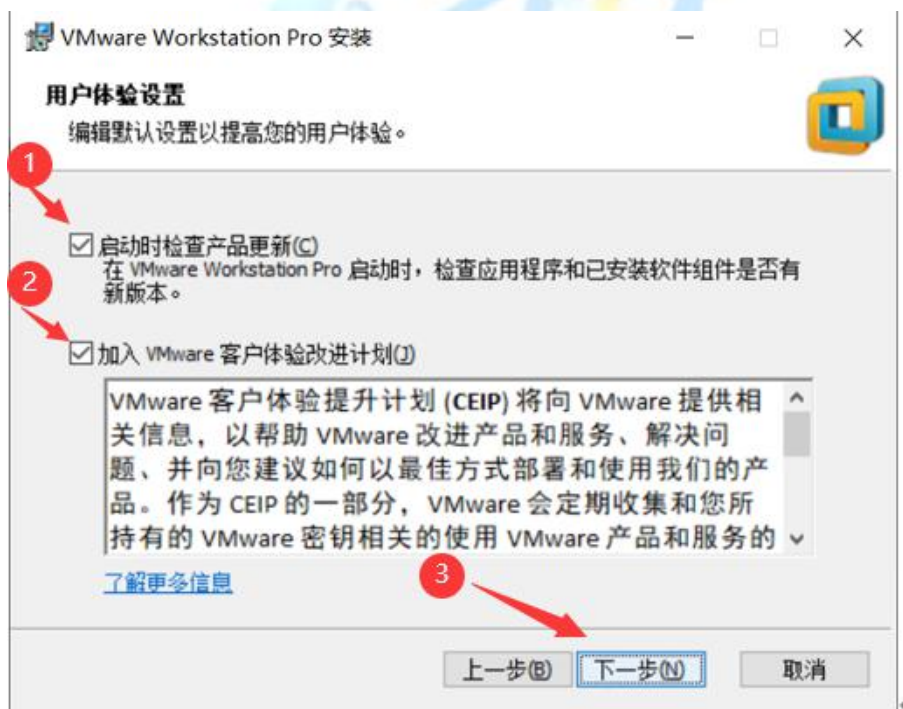 VMware Workstation Pro 安装
用户体验设置
编辑默认设置以提高您的用户体验。
1
启动时检查产品更新(C)
在 VMware Workstation Pro 启动时，检查应用程序和已安装软件组件是否有
新版本。
2
加入 VMware 客户体验改进计划(J)
VMware 客户体验提升计划 (CEIP) 将向 VMware 提供相
关信息，以帮助 VMware 改进产品和服务、解决问
题、并向您建议如何以最佳方式部署和使用我们的产
品。作为 CEIP 的一部分，VMware 会定期收集和您所
持有的 VMware 密钥相关的使用 VMware 产品和服务的
了解更多信息
3
上一步(B) 下一步(N) 取消